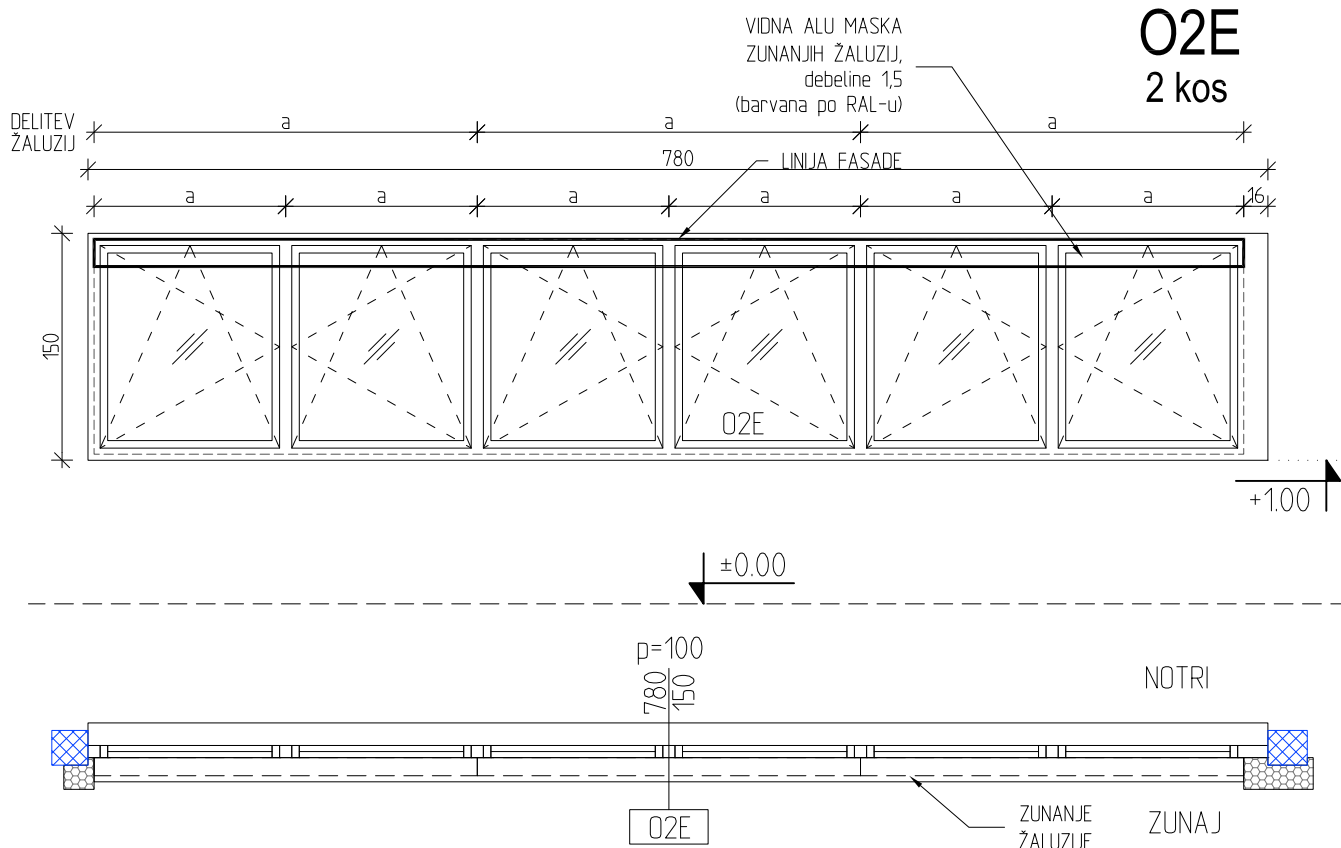 VIDNA ALU MASKA
ZUNANJIH ŽALUZIJ,
debeline 1,5
(barvana po RAL-u)
O2E
2 kos
DELITEV
ŽALUZIJ
a
a
a
780
LINIJA FASADE
a
a
a
a
a
a
16
150
O2E
+1.00
±0.00
p=100
780
150
NOTRI
O2E
ZUNANJE
ŽALUZIJE
ZUNAJ